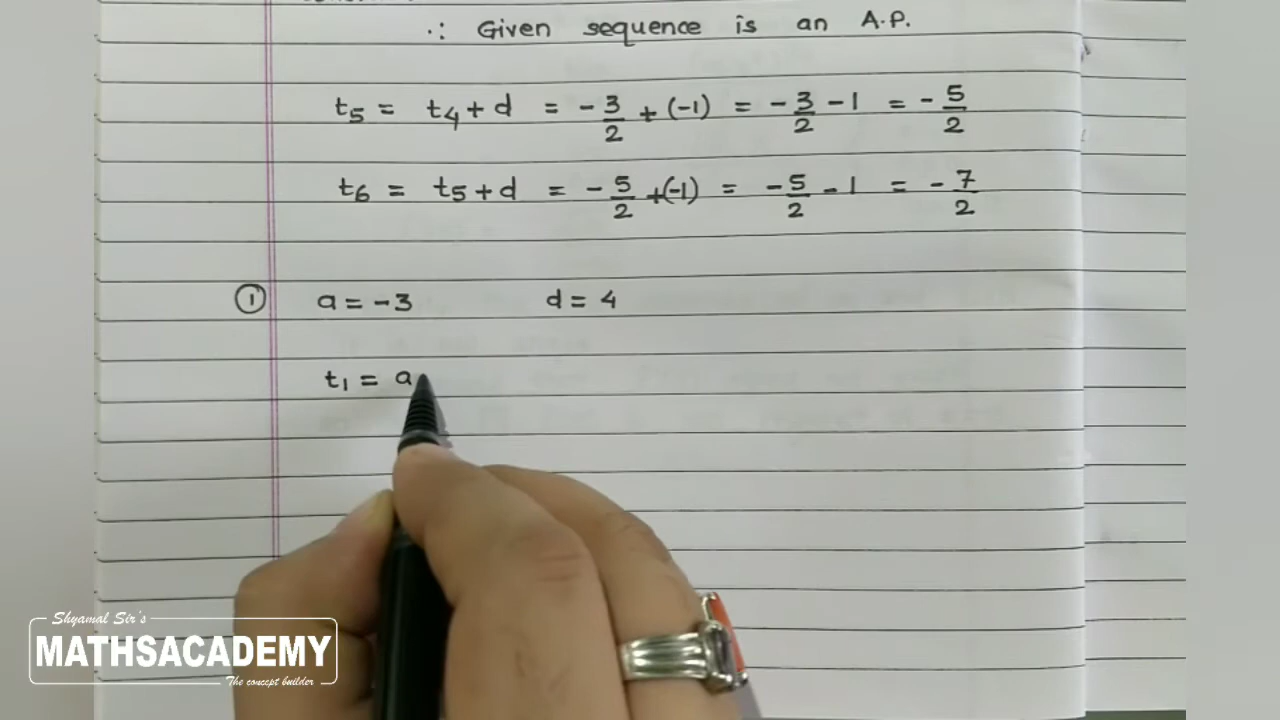 ∴ Given sequence is an A.P.
t₅ = t₄ + d = -3/2 + (-1) = -3/2 - 1 = -5/2
t₆ = t₅ + d = -5/2 + (-1) = -5/2 - 1 = -7/2
① a = -3 d = 4
t₁ = a
Shyamal Sir's
MATHSACADEMY
The concept builder